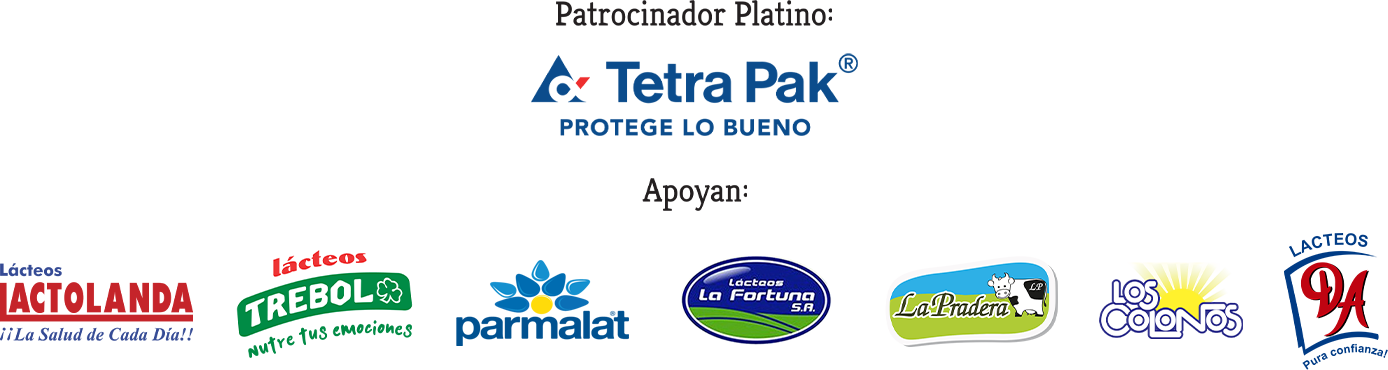 Patrocinador Platino:
Tetra Pak®
PROTEGE LO BUENO
Apoyan:
Lácteos
LACTOLANDA
¡¡La Salud de Cada Día!!
lácteos
TREBOL
Nutre tus emociones
parmalat®
Lácteos
La Fortuna
S.A.
La Pradera
LP
LOS
COLONOS
LACTEOS
DA
Pura confianza!